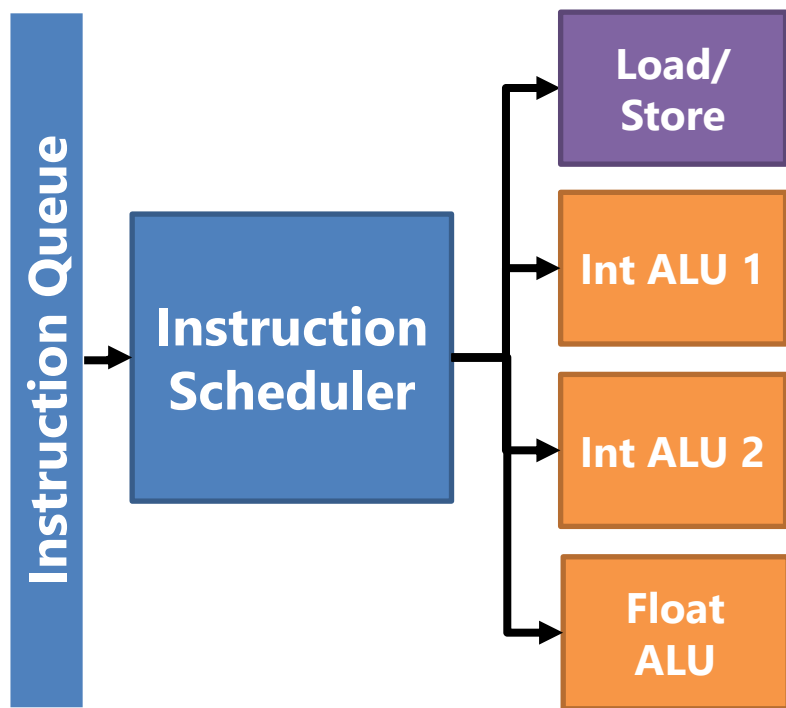 Instruction Queue
Instruction
Scheduler
Load/
Store
Int ALU 1
Int ALU 2
Float
ALU